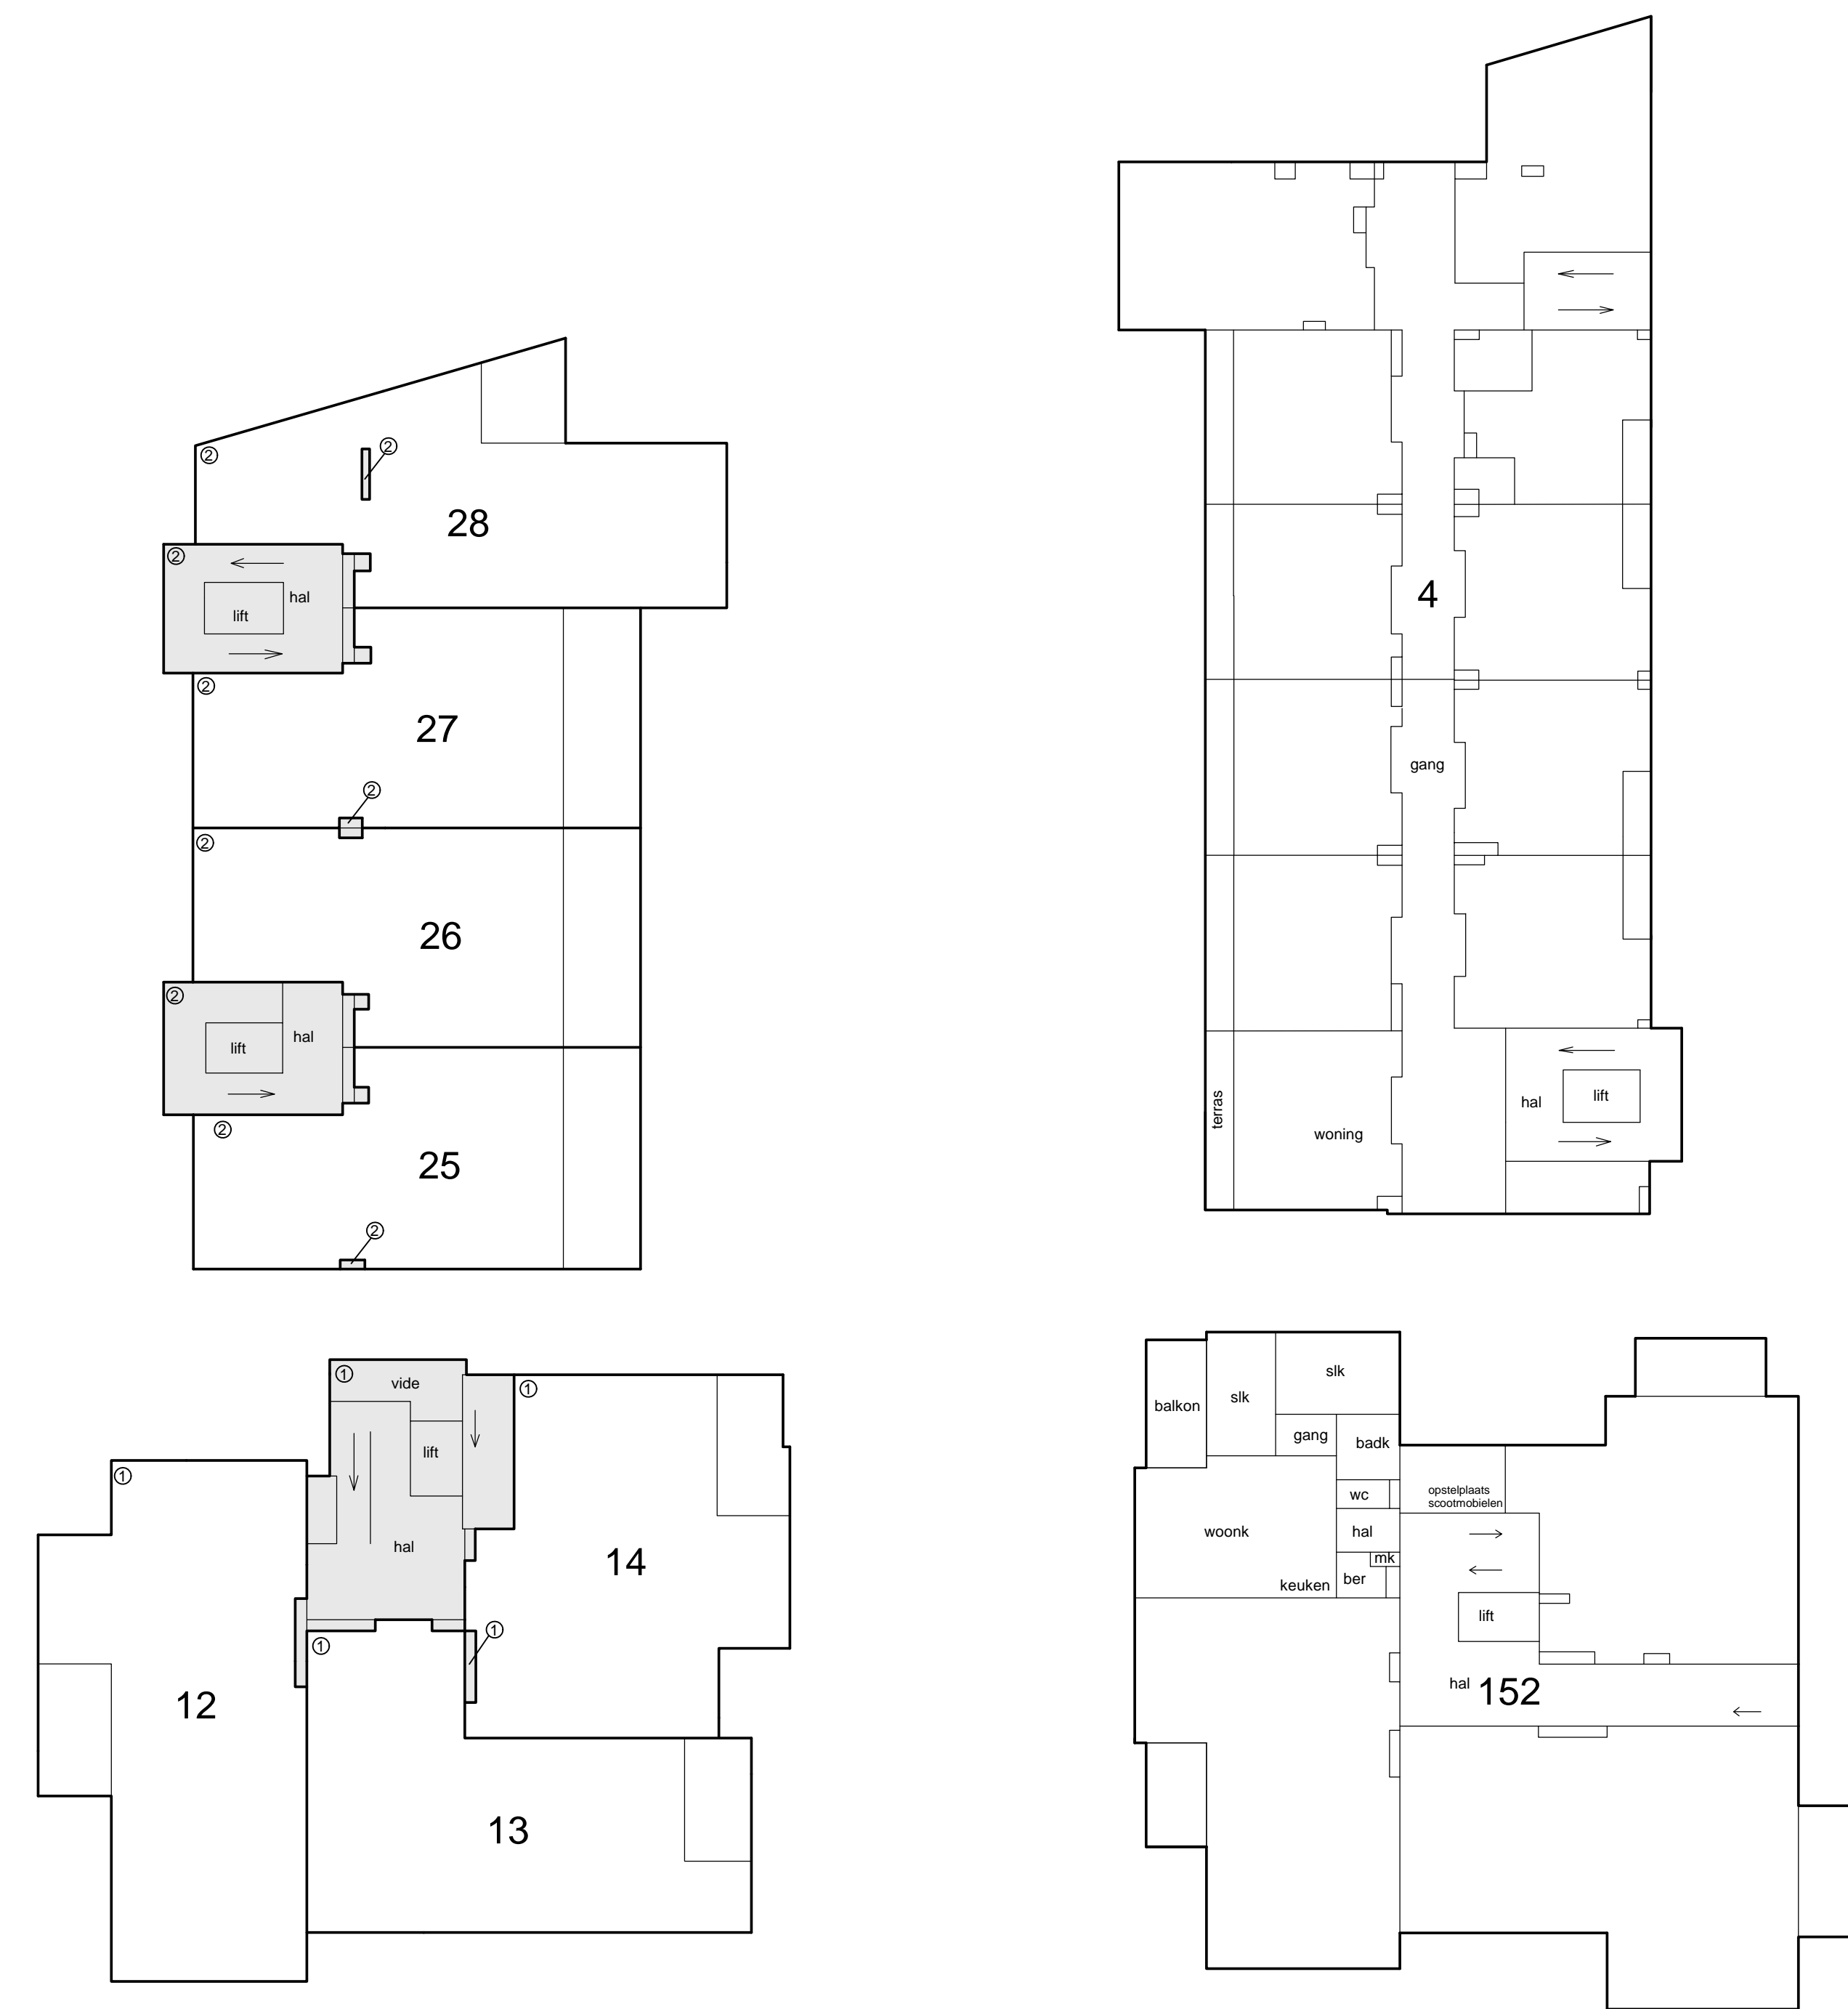 ②
②
28
②
hal
lift
②
27
②
②
26
②
hal
lift
②
25
②
4
gang
terras
woning
hal
lift
①
vide
①
lift
①
hal
14
①
①
12
13
balkon
slk
slk
gang
badk
wc
opstelplaats
scootmobielen
woonk
hal
mk
keuken
ber
lift
hal
152